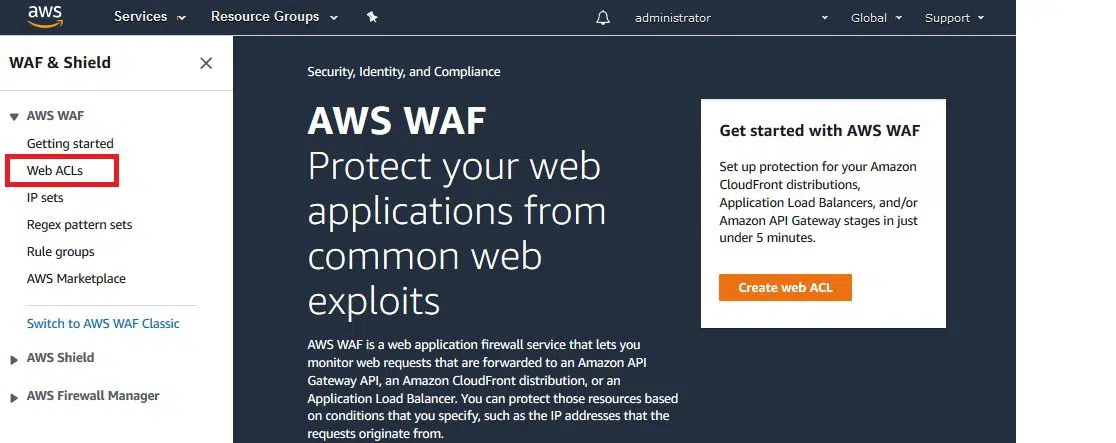 aws
Services
Resource Groups
administrator
Global
Support
WAF & Shield
AWS WAF
Getting started
Web ACLs
IP sets
Regex pattern sets
Rule groups
AWS Marketplace
Switch to AWS WAF Classic
AWS Shield
AWS Firewall Manager
Security, Identity, and Compliance
AWS WAF
Protect your web
applications from
common web
exploits
AWS WAF is a web application firewall service that lets you
monitor web requests that are forwarded to an Amazon API
Gateway API, an Amazon CloudFront distribution, or an
Application Load Balancer. You can protect those resources based
on conditions that you specify, such as the IP addresses that the
requests originate from.
Get started with AWS WAF
Set up protection for your Amazon
CloudFront distributions,
Application Load Balancers, and/or
Amazon API Gateway stages in just
under 5 minutes.
Create web ACL